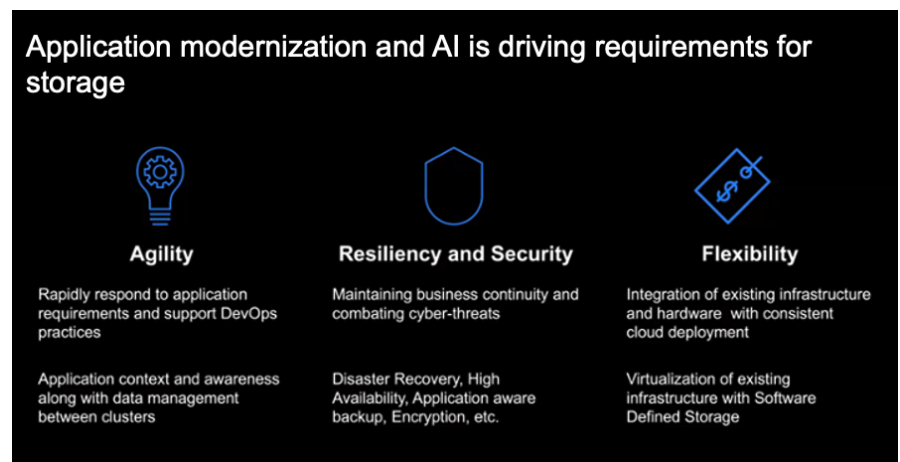 Application modernization and AI is driving requirements for
storage
Agility
Rapidly respond to application
requirements and support DevOps
practices
Application context and awareness
along with data management
between clusters
Resiliency and Security
Maintaining business continuity and
combating cyber-threats
Disaster Recovery, High
Availability, Application aware
backup, Encryption, etc.
$
Flexibility
Integration of existing infrastructure
and hardware with consistent
cloud deployment
Virtualization of existing
infrastructure with Software
Defined Storage